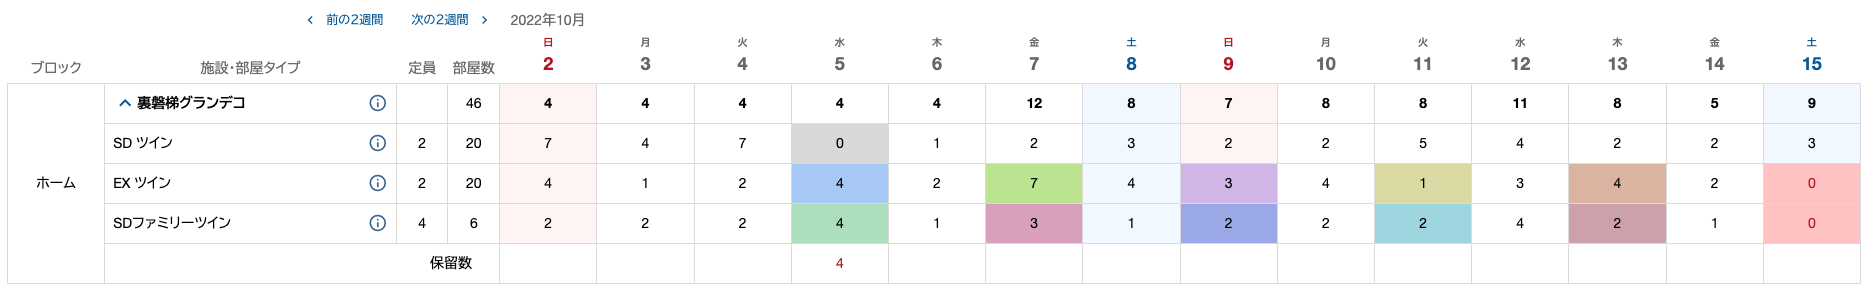 前の2週間 次の2週間 2022年10月
日 月 火 水 木 金 土 日 月 火 水 木 金 土
ブロック 施設・部屋タイプ 定員 部屋数 2 3 4 5 6 7 8 9 10 11 12 13 14 15
裏磐梯グランデコ 46 4 4 4 4 4 12 8 7 8 8 11 8 5 9
SD ツイン 2 20 7 4 7 0 1 2 3 2 2 5 4 2 2 3
ホーム EX ツイン 2 20 4 1 2 4 2 7 4 3 4 1 3 4 2 0
SDファミリーツイン 4 6 2 2 2 4 1 3 1 2 2 2 4 2 1 0
保留数 4